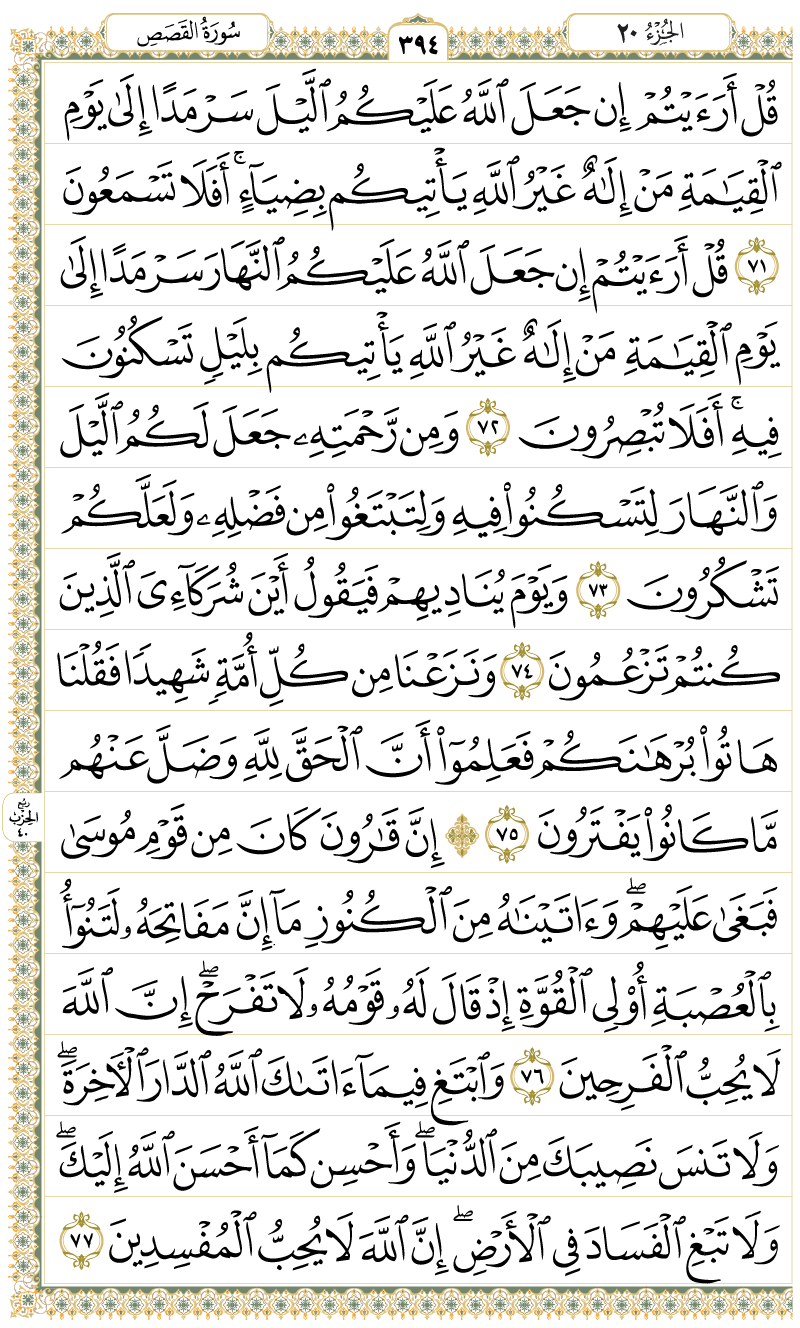 الجُزْءُ ٢٠
٣٩٤
سُورَةُ القَصَصِ
قُلۡ أَرَءَيۡتُمۡ إِن جَعَلَ ٱللَّهُ عَلَيۡكُمُ ٱلَّيۡلَ سَرۡمَدًا إِلَىٰ يَوۡمِ
ٱلۡقِيَٰمَةِ مَنۡ إِلَٰهٌ غَيۡرُ ٱللَّهِ يَأۡتِيكُم بِضِيَآءٍۚ أَفَلَا تَسۡمَعُونَ
٧١ قُلۡ أَرَءَيۡتُمۡ إِن جَعَلَ ٱللَّهُ عَلَيۡكُمُ ٱلنَّهَارَ سَرۡمَدًا إِلَىٰ
يَوۡمِ ٱلۡقِيَٰمَةِ مَنۡ إِلَٰهٌ غَيۡرُ ٱللَّهِ يَأۡتِيكُم بِلَيۡلٖ تَسۡكُنُونَ
فِيهِۚ أَفَلَا تُبۡصِرُونَ ٧٢ وَمِن رَّحۡمَتِهِۦ جَعَلَ لَكُمُ ٱلَّيۡلَ
وَٱلنَّهَارَ لِتَسۡكُنُواْ فِيهِ وَلِتَبۡتَغُواْ مِن فَضۡلِهِۦ وَلَعَلَّكُمۡ
تَشۡكُرُونَ ٧٣ وَيَوۡمَ يُنَادِيهِمۡ فَيَقُولُ أَيۡنَ شُرَكَآءِيَ ٱلَّذِينَ
كُنتُمۡ تَزۡعُمُونَ ٧٤ وَنَزَعۡنَا مِن كُلِّ أُمَّةٖ شَهِيدٗا فَقُلۡنَا
هَاتُواْ بُرۡهَٰنَكُمۡ فَعَلِمُوٓاْ أَنَّ ٱلۡحَقَّ لِلَّهِ وَضَلَّ عَنۡهُم
مَّا كَانُواْ يَفۡتَرُونَ ٧٥ ۞ إِنَّ قَٰرُونَ كَانَ مِن قَوۡمِ مُوسَىٰ
ربع
الحِزْب
٤٠
فَبَغَىٰ عَلَيۡهِمۡۖ وَءَاتَيۡنَٰهُ مِنَ ٱلۡكُنُوزِ مَآ إِنَّ مَفَاتِحَهُۥ لَتَنُوٓأُ
بِٱلۡعُصۡبَةِ أُوْلِي ٱلۡقُوَّةِ إِذۡ قَالَ لَهُۥ قَوۡمُهُۥ لَا تَفۡرَحۡۖ إِنَّ ٱللَّهَ
لَا يُحِبُّ ٱلۡفَرِحِينَ ٧٦ وَٱبۡتَغِ فِيمَآ ءَاتَىٰكَ ٱللَّهُ ٱلدَّارَ ٱلۡأٓخِرَةَۖ
وَلَا تَنسَ نَصِيبَكَ مِنَ ٱلدُّنۡيَاۖ وَأَحۡسِن كَمَآ أَحۡسَنَ ٱللَّهُ إِلَيۡكَۖ
وَلَا تَبۡغِ ٱلۡفَسَادَ فِي ٱلۡأَرۡضِۖ إِنَّ ٱللَّهَ لَا يُحِبُّ ٱلۡمُفۡسِدِينَ ٧٧